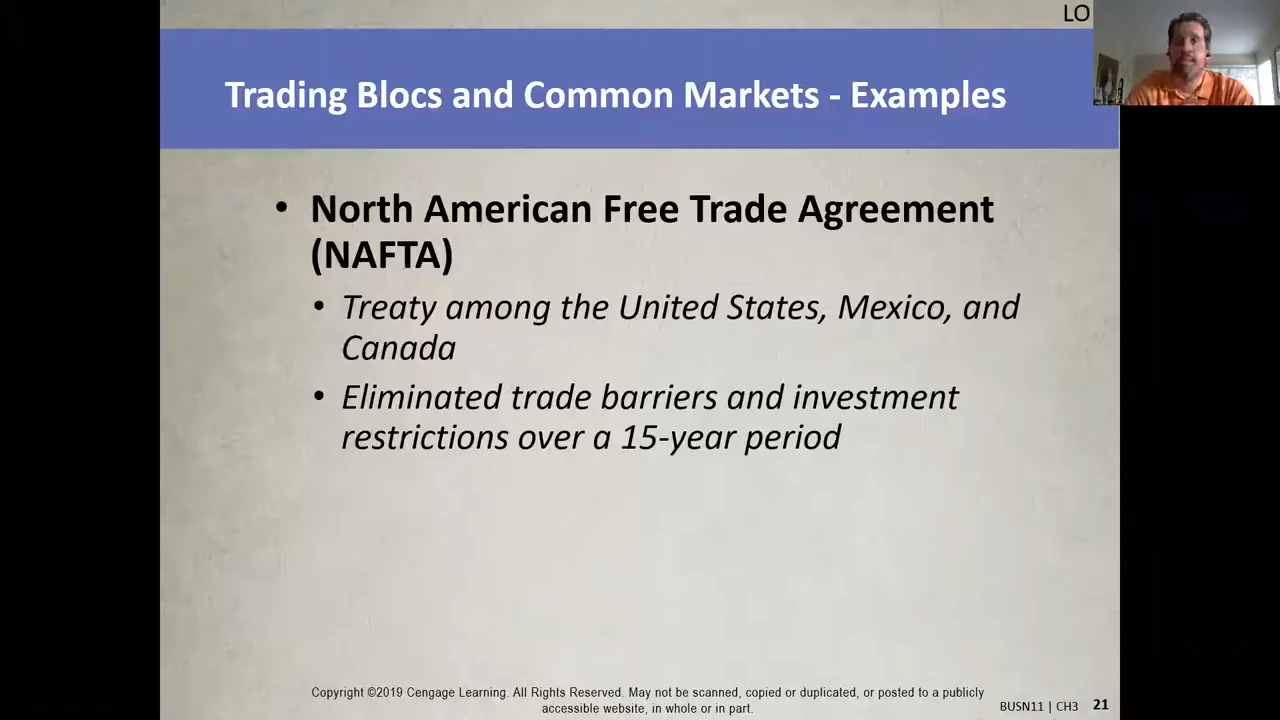 LO
Trading Blocs and Common Markets - Examples
• North American Free Trade Agreement
(NAFTA)
• Treaty among the United States, Mexico, and
Canada
• Eliminated trade barriers and investment
restrictions over a 15-year period
Copyright ©2019 Cengage Learning. All Rights Reserved. May not be scanned, copied or duplicated, or posted to a publicly
accessible website, in whole or in part.
BUSN11 | CH3 21